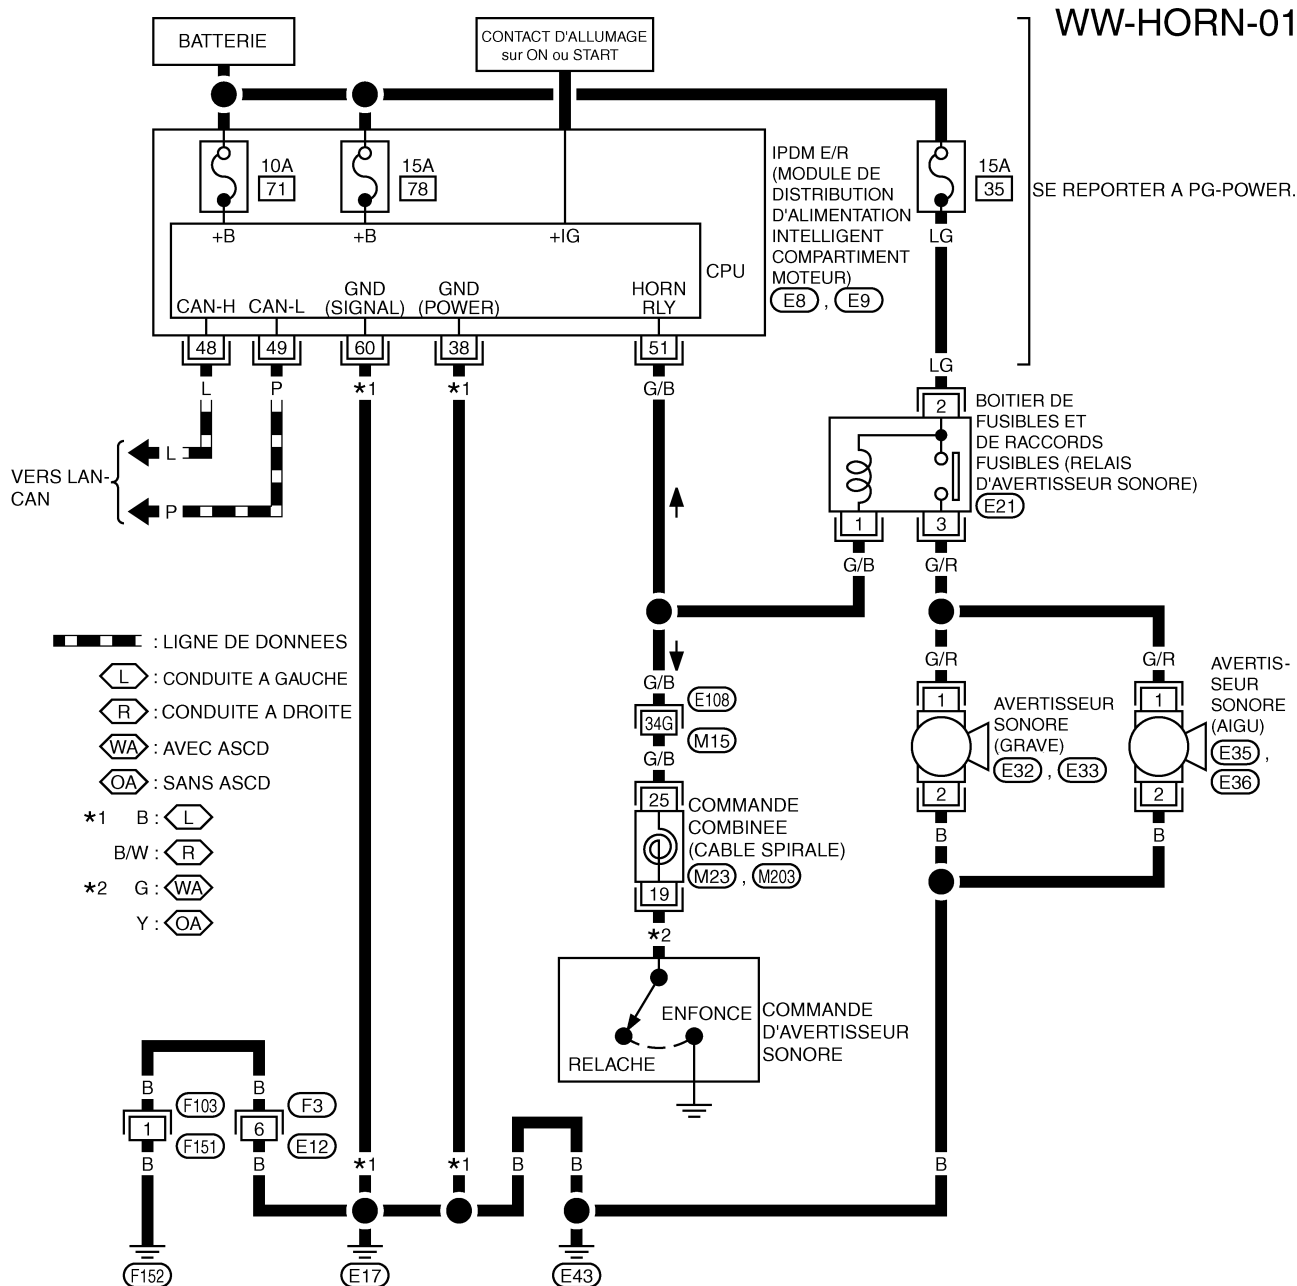 WW-HORN-01
BATTERIE
CONTACT D'ALLUMAGE
sur ON ou START
10A
71
15A
78
IPDM E/R
(MODULE DE
DISTRIBUTION
D'ALIMENTATION
INTELLIGENT
COMPARTIMENT
MOTEUR)
E8 , E9
15A
35
SE REPORTER A PG-POWER.
+B
+B
+IG
LG
CPU
CAN-H
CAN-L
GND
(SIGNAL)
GND
(POWER)
HORN
RLY
48
49
60
38
51
LG
L
P
*1
*1
G/B
2
BOITIER DE
FUSIBLES ET
DE RACCORDS
FUSIBLES (RELAIS
D'AVERTISSEUR SONORE)
E21
VERS LAN-
CAN
L
P
1
3
G/B
G/R
: LIGNE DE DONNEES
L : CONDUITE A GAUCHE
R : CONDUITE A DROITE
WA : AVEC ASCD
OA : SANS ASCD
*1 B : L
B/W : R
*2 G : WA
Y : OA
G/B
E108
34G
M15
G/B
25
COMMANDE
COMBINEE
(CABLE SPIRALE)
M23 , M203
19
*2
G/R
G/R
1
1
AVERTISSEUR
SONORE
(GRAVE)
E32 , E33
AVERTIS-
SEUR
SONORE
(AIGU)
E35 ,
E36
2
2
B
B
ENFONCE
RELACHE
COMMANDE
D'AVERTISSEUR
SONORE
B
B
F103
F3
1
6
F151
E12
B
B
*1
*1
B
B
B
F152
E17
E43